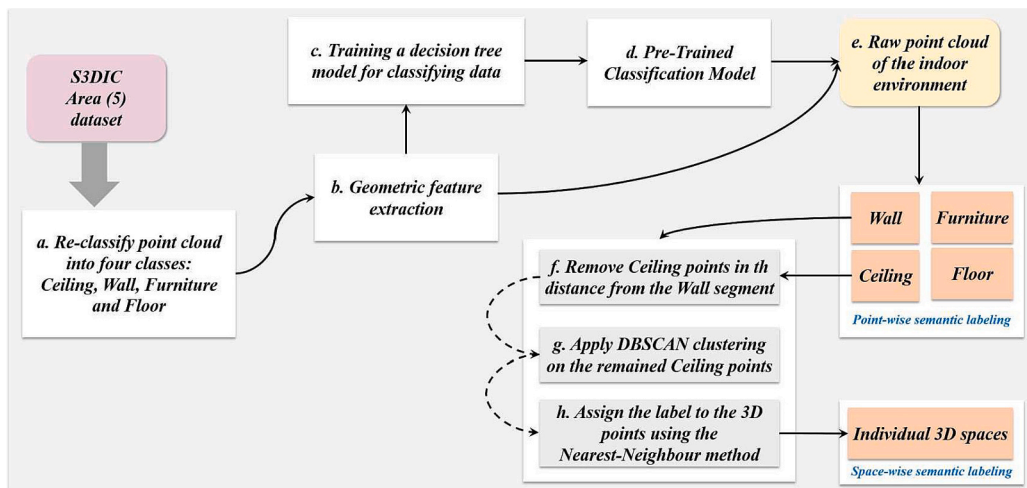 S3DIC
Area (5)
dataset
a. Re-classify point cloud
into four classes:
Ceiling, Wall, Furniture
and Floor
b. Geometric feature
extraction
c. Training a decision tree
model for classifying data
d. Pre-Trained
Classification Model
e. Raw point cloud
of the indoor
environment
Wall
Furniture
Ceiling
Floor
Point-wise semantic labeling
f. Remove Ceiling points in th
distance from the Wall segment
g. Apply DBSCAN clustering
on the remained Ceiling points
h. Assign the label to the 3D
points using the
Nearest-Neighbour method
Individual 3D spaces
Space-wise semantic labeling